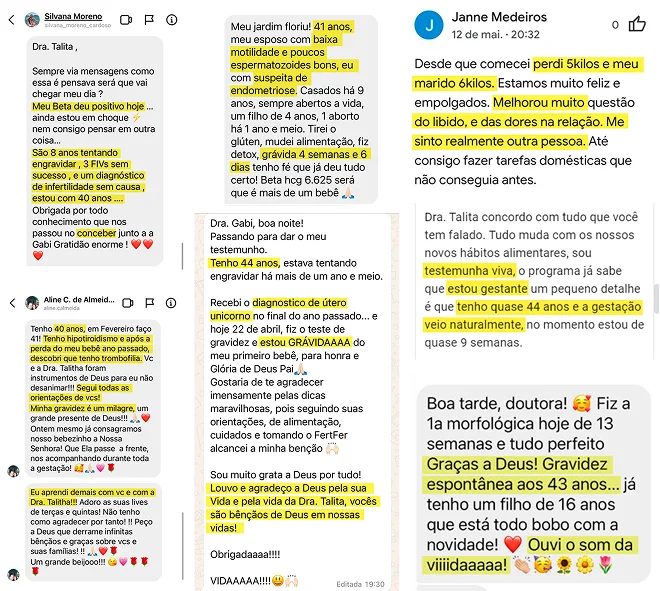 Silvana Moreno
silvana_moreno_cardoso
Dra. Talita ,
Sempre via mensagens como
essa é pensava será que vai
chegar meu dia ?
Meu Beta deu positivo hoje ...
ainda estou em choque ⚡
nem consigo pensar em outra
coisa...
São 8 anos tentando
engravidar , 3 FIVs sem
sucesso , e um diagnóstico
de infertilidade sem causa ,
estou com 40 anos ....
Obrigada por todo
conhecimento que nos
passou no conceber junto a a
Gabi Gratidão enorme ! ❤️❤️
❤️
Aline C. de Almeid...
aline.calmeida
Tenho 40 anos, em Fevereiro faço
41! Tenho hipotiroidismo e após a
perda do meu bebê ano passado,
descobri que tenho trombofilia. Vc
e a Dra. Talitha foram
instrumentos de Deus para eu não
desanimar!!! Segui todas as
orientações de vcs!
Minha gravidez é um milagre, um
grande presente de Deus!!! 🙏🏻❤️
Ontem mesmo já consagramos
nosso bebezinho a Nossa
Senhora! Que Ela passe a frente,
nos acompanhando durante toda
a gestação! 🥰🙏🏻💗🌹
Eu aprendi demais com vc e com a
Dra. Talitha!!! Adoro as suas lives
de terças e quintas! Não tenho
como agradecer por tanto! !! Peço
a Deus que derrame infinitas
bênçãos e graças sobre vcs e
suas famílias! !! 🙏🏻❤️🌹
Um grande beijooo!!! 😘💗🌹🌹
🌹
Meu jardim floriu! 41 anos,
meu esposo com baixa
motilidade e poucos
espermatozoides bons, eu
com suspeita de
endometriose. Casados há 9
anos, sempre abertos a vida,
um filho de 4 anos, 1 aborto
há 1 ano e meio. Tirei o
glúten, mudei alimentação, fiz
detox, grávida 4 semanas e 6
dias tenho fé que já deu tudo
certo! Beta hcg 6.625 será
que é mais de um bebê 🙏🏻
Dra. Gabi, boa noite!
Passando para dar o meu
testemunho.
Tenho 44 anos, estava tentando
engravidar há mais de um ano e meio.
Recebi o diagnostico de útero
unicorno no final do ano passado... e
hoje 22 de abril, fiz o teste de
gravidez e estou GRÁVIDAAAA do
meu primeiro bebê, para honra e
Glória de Deus Pai🙏🏻
Gostaria de te agradecer
imensamente pelas dicas
maravilhosas, pois seguindo suas
orientações, de alimentação,
cuidados e tomando o FertFer
alcancei a minha benção 🙌🏻
Sou muito grata a Deus por tudo!
Louvo e agradeço a Deus pela sua
Vida e pela vida da Dra. Talita, vocês
são bênçãos de Deus em nossas
vidas!
Obrigadaaaa!!!!
VIDAAAAA!!!!😃🙌🏻
Editada 19:30
J
Janne Medeiros
12 de mai. · 20:32
0
Desde que comecei perdi 5kilos e meu
marido 6kilos. Estamos muito feliz e
empolgados. Melhorou muito questão
do libido, e das dores na relação. Me
sinto realmente outra pessoa. Até
consigo fazer tarefas domésticas que
não conseguia antes.
Dra. Talita concordo com tudo que você
tem falado. Tudo muda com os nossos
novos hábitos alimentares, sou
testemunha viva, o programa já sabe
que estou gestante um pequeno detalhe
é que tenho quase 44 anos e a gestação
veio naturalmente, no momento estou de
quase 9 semanas.
Boa tarde, doutora! 🥰 Fiz a
1a morfológica hoje de 13
semanas e tudo perfeito
Graças a Deus! Gravidez
espontânea aos 43 anos... já
tenho um filho de 16 anos
que está todo bobo com a
novidade! ❤️ Ouvi o som da
viiiidaaaaa! 👏🏻🥳🌻🌼🌷